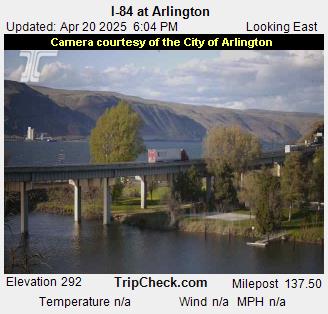 I-84 at Arlington
Updated: Apr 20 2025 6:04 PM Looking East
Camera courtesy of the City of Arlington
Elevation 292 TripCheck.com Milepost 137.50
Temperature n/a Wind n/a MPH n/a